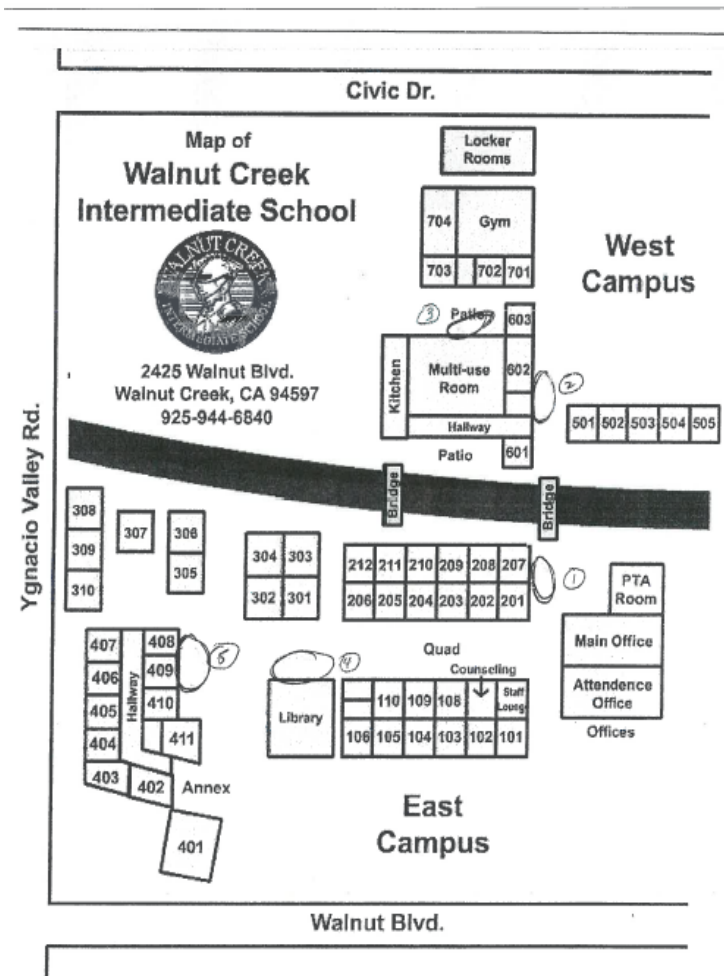 Civic Dr.
Map of
Walnut Creek
Intermediate School
WALNUT CREEK
INTERMEDIATE SCHOOL
2425 Walnut Blvd.
Walnut Creek, CA 94597
925-944-6840
Locker
Rooms
704
Gym
703
702
701
West
Campus
3
Patio
603
Kitchen
Multi-use
Room
602
2
Hallway
501 502 503 504 505
Patio
601
Ygnacio Valley Rd.
Bridge
Bridge
308
309
310
307
306
305
304 303
302 301
212 211 210 209 208 207
206 205 204 203 202 201
1
PTA
Room
Main Office
Attendence
Office
Offices
407
406
405
404
403
Hallway
408
409
410
411
402
401
5
Annex
4
Library
Quad
Counseling
110 109 108
Staff
Loung
106 105 104 103 102 101
East
Campus
Walnut Blvd.